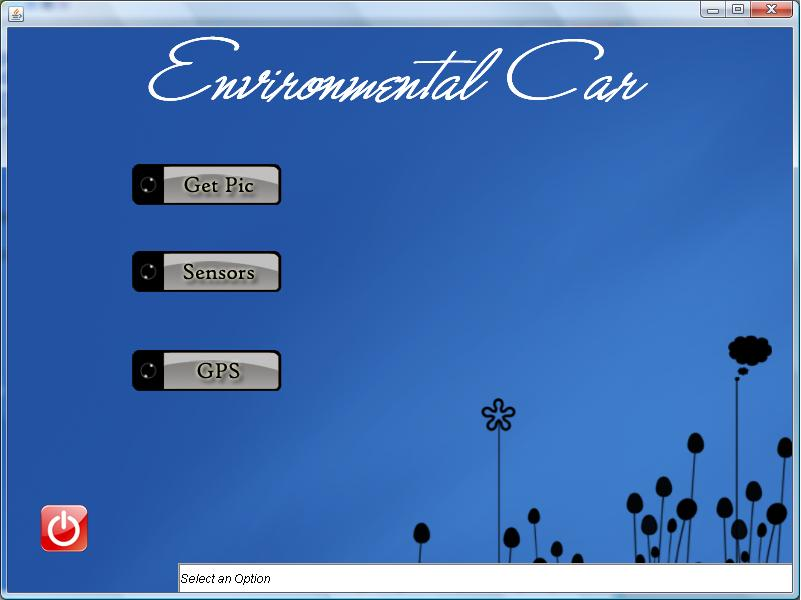 Environmental Car
Get Pic
Sensors
GPS
Select an Option